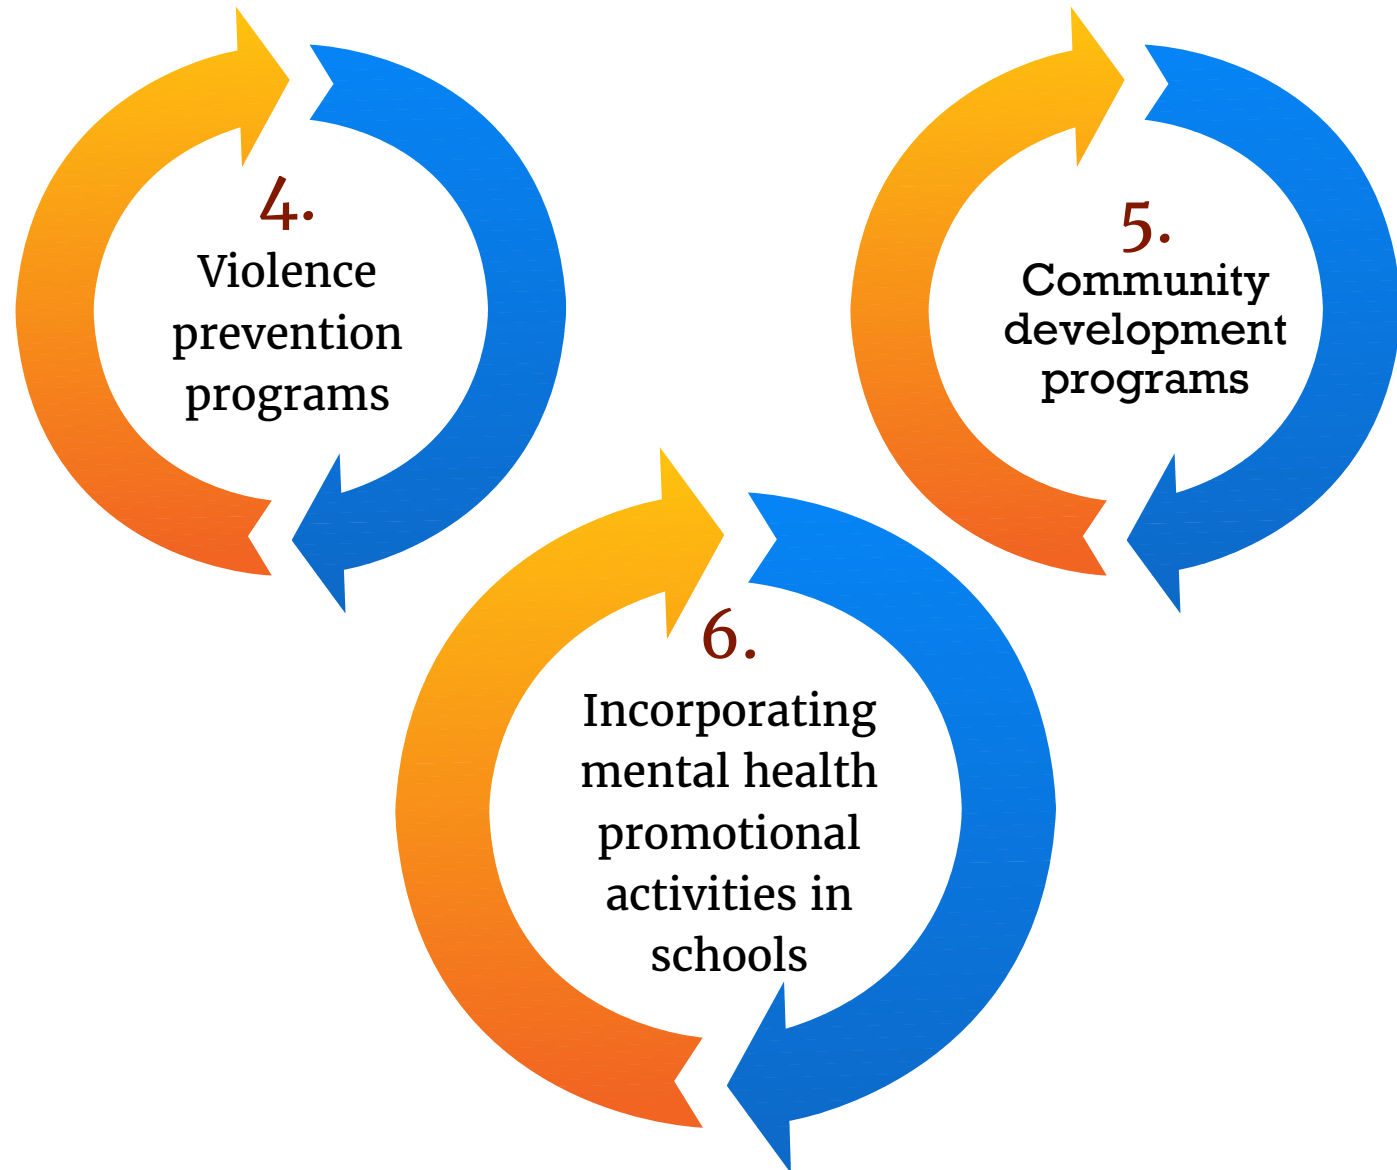 4.
Violence
prevention
programs
5.
Community
development
programs
6.
Incorporating
mental health
promotional
activities in
schools